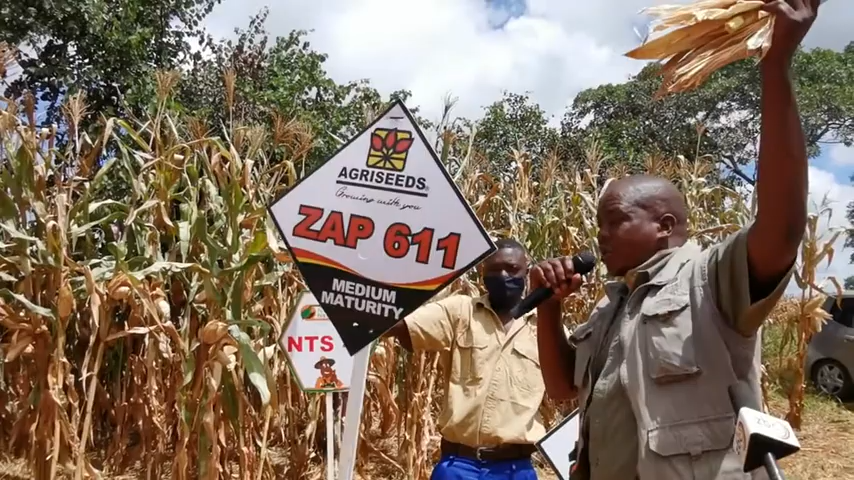 AGRISEEDS
Growing with you.
ZAP 611
MEDIUM
MATURITY
NTS